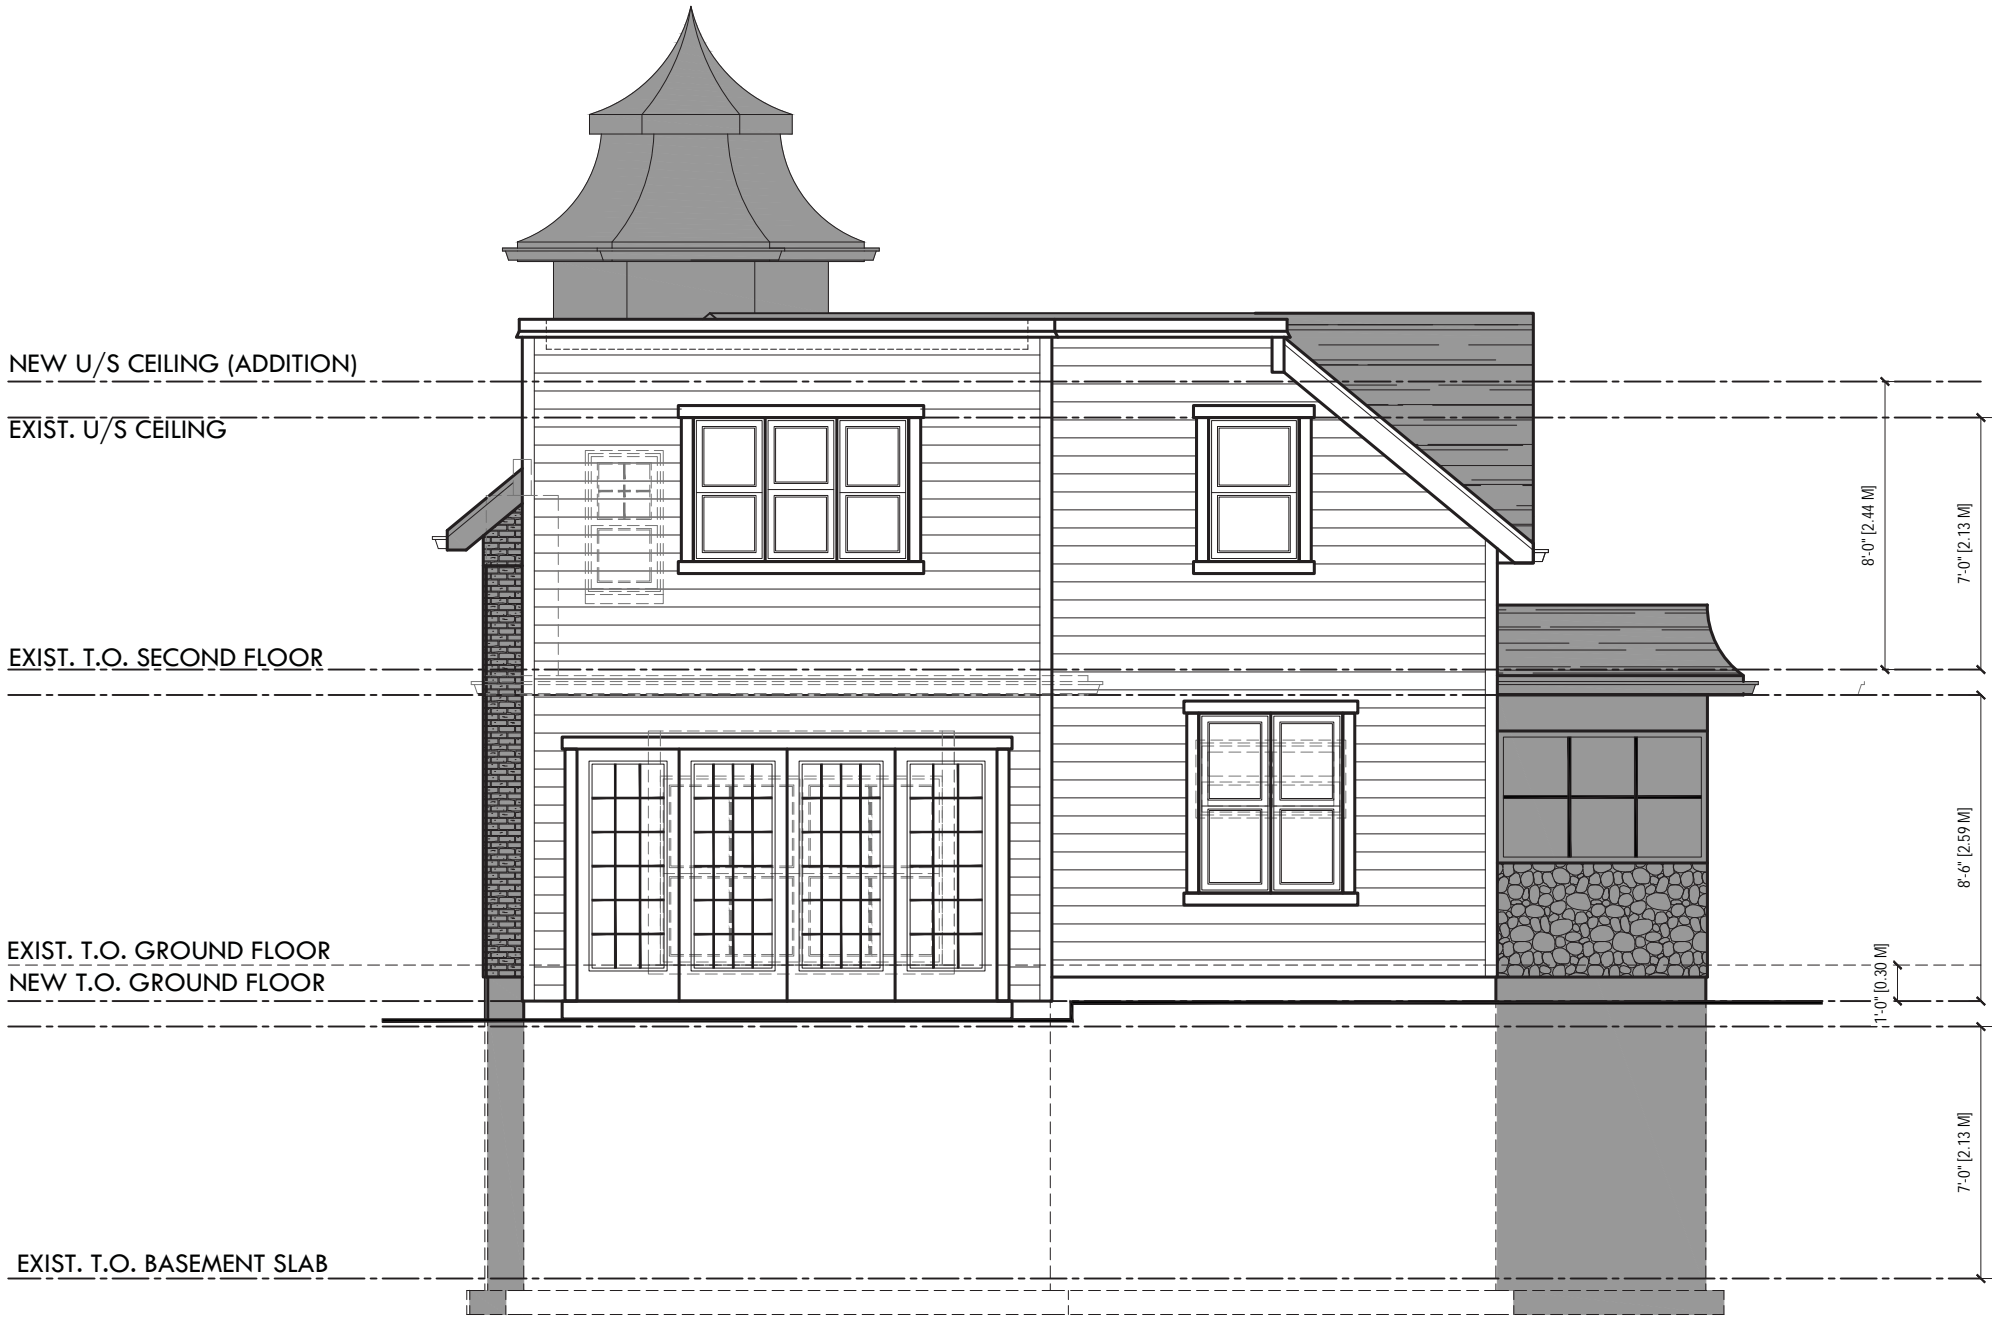 NEW U/S CEILING (ADDITION)
EXIST. U/S CEILING
8'-0" [2.44 M]
7'-0" [2.13 M]
EXIST. T.O. SECOND FLOOR
8'-6" [2.59 M]
EXIST. T.O. GROUND FLOOR
NEW T.O. GROUND FLOOR
1'-0" [0.30 M]
7'-0" [2.13 M]
EXIST. T.O. BASEMENT SLAB